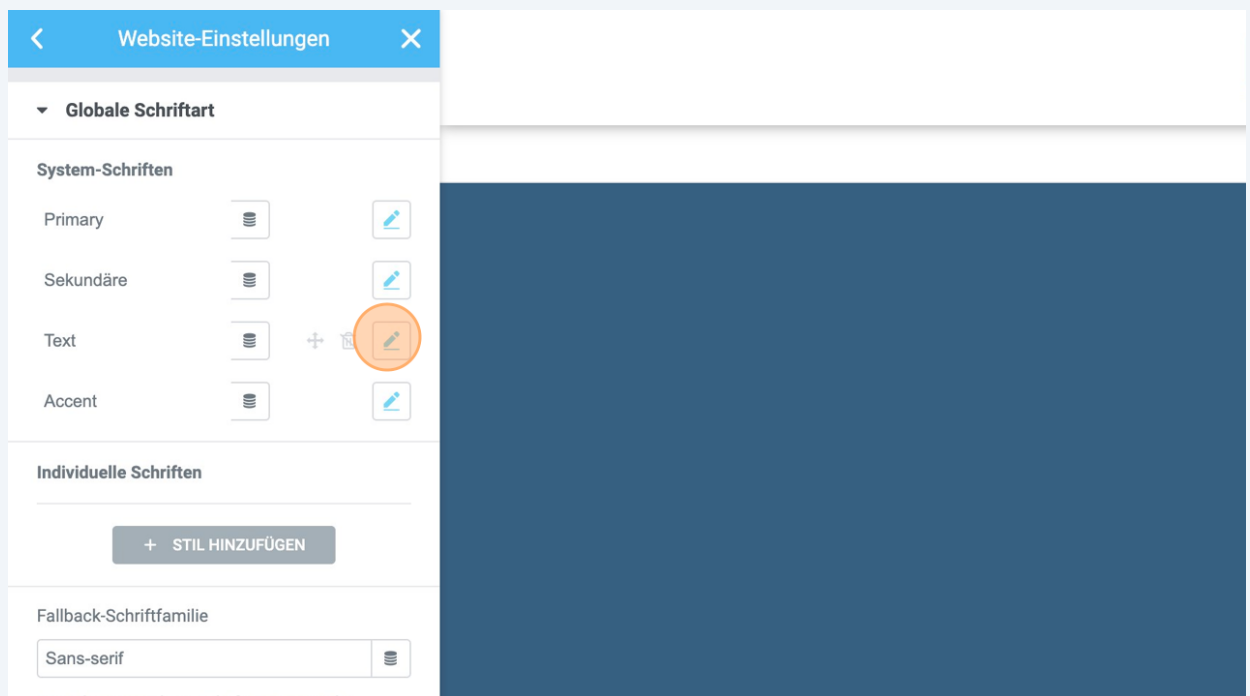 Website-Einstellungen
Globale Schriftart
System-Schriften
Primary
Sekundäre
Text
Accent
Individuelle Schriften
+ STIL HINZUFÜGEN
Fallback-Schriftfamilie
Sans-serif